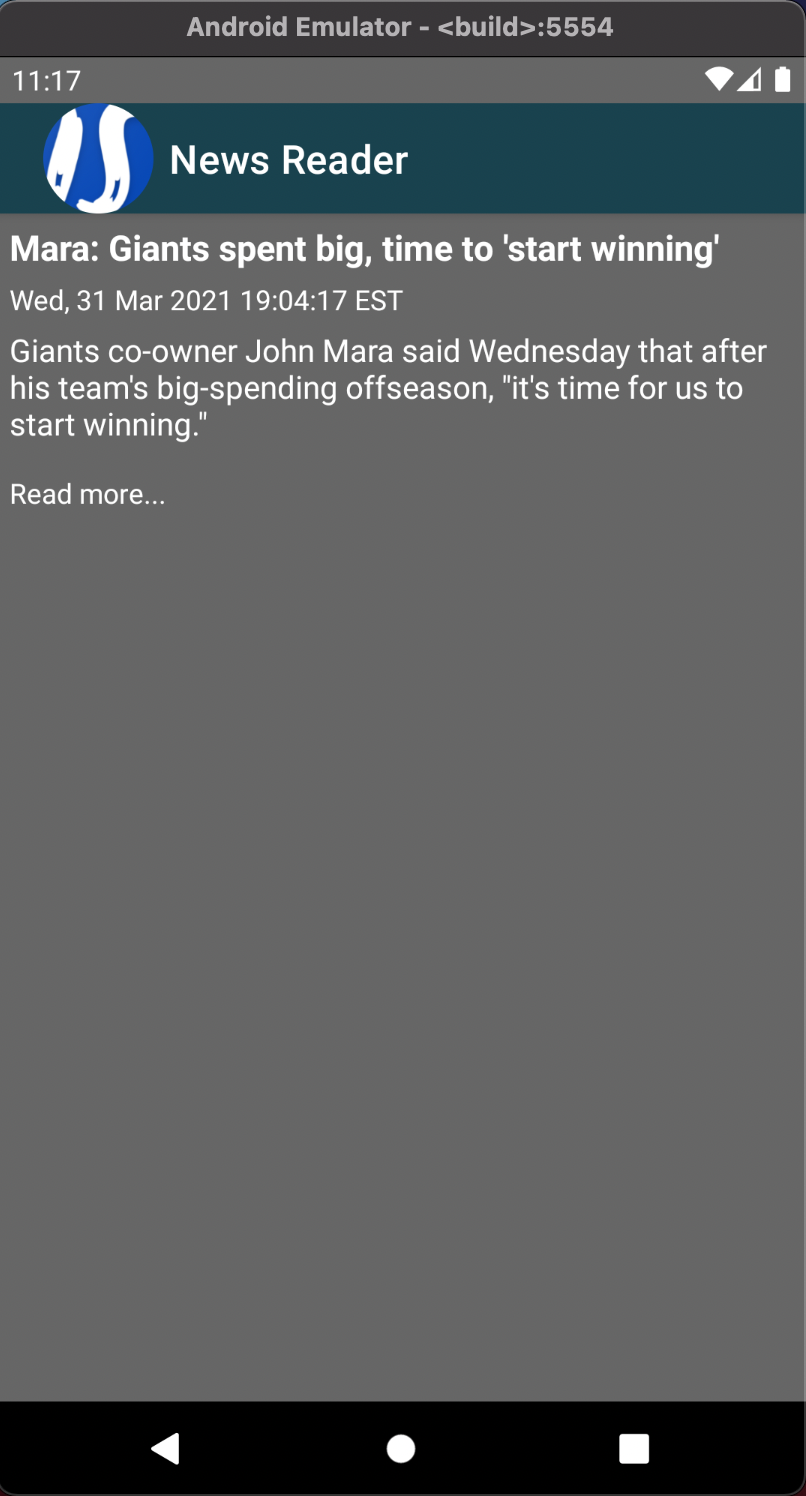 Android Emulator - <build>:5554
11:17
News Reader
Mara: Giants spent big, time to 'start winning'
Wed, 31 Mar 2021 19:04:17 EST
Giants co-owner John Mara said Wednesday that after
his team's big-spending offseason, "it's time for us to
start winning."
Read more...